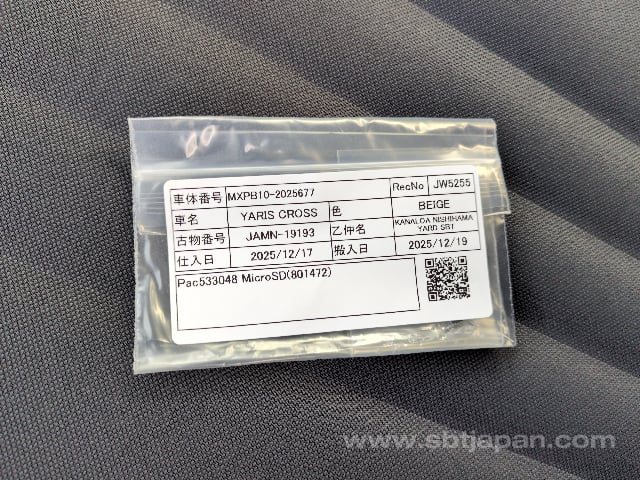 車体番号 MXPB10-2025677 RecNo JW5255
車名 YARIS CROSS 色 BEIGE
古物番号 JAMN-19193 乙仲名 KANALOA NISHIHAMA YARD SBT
仕入日 2025/12/17 搬入日 2025/12/19
Pac533048 MicroSD(801472)
www.sbtjapan.com